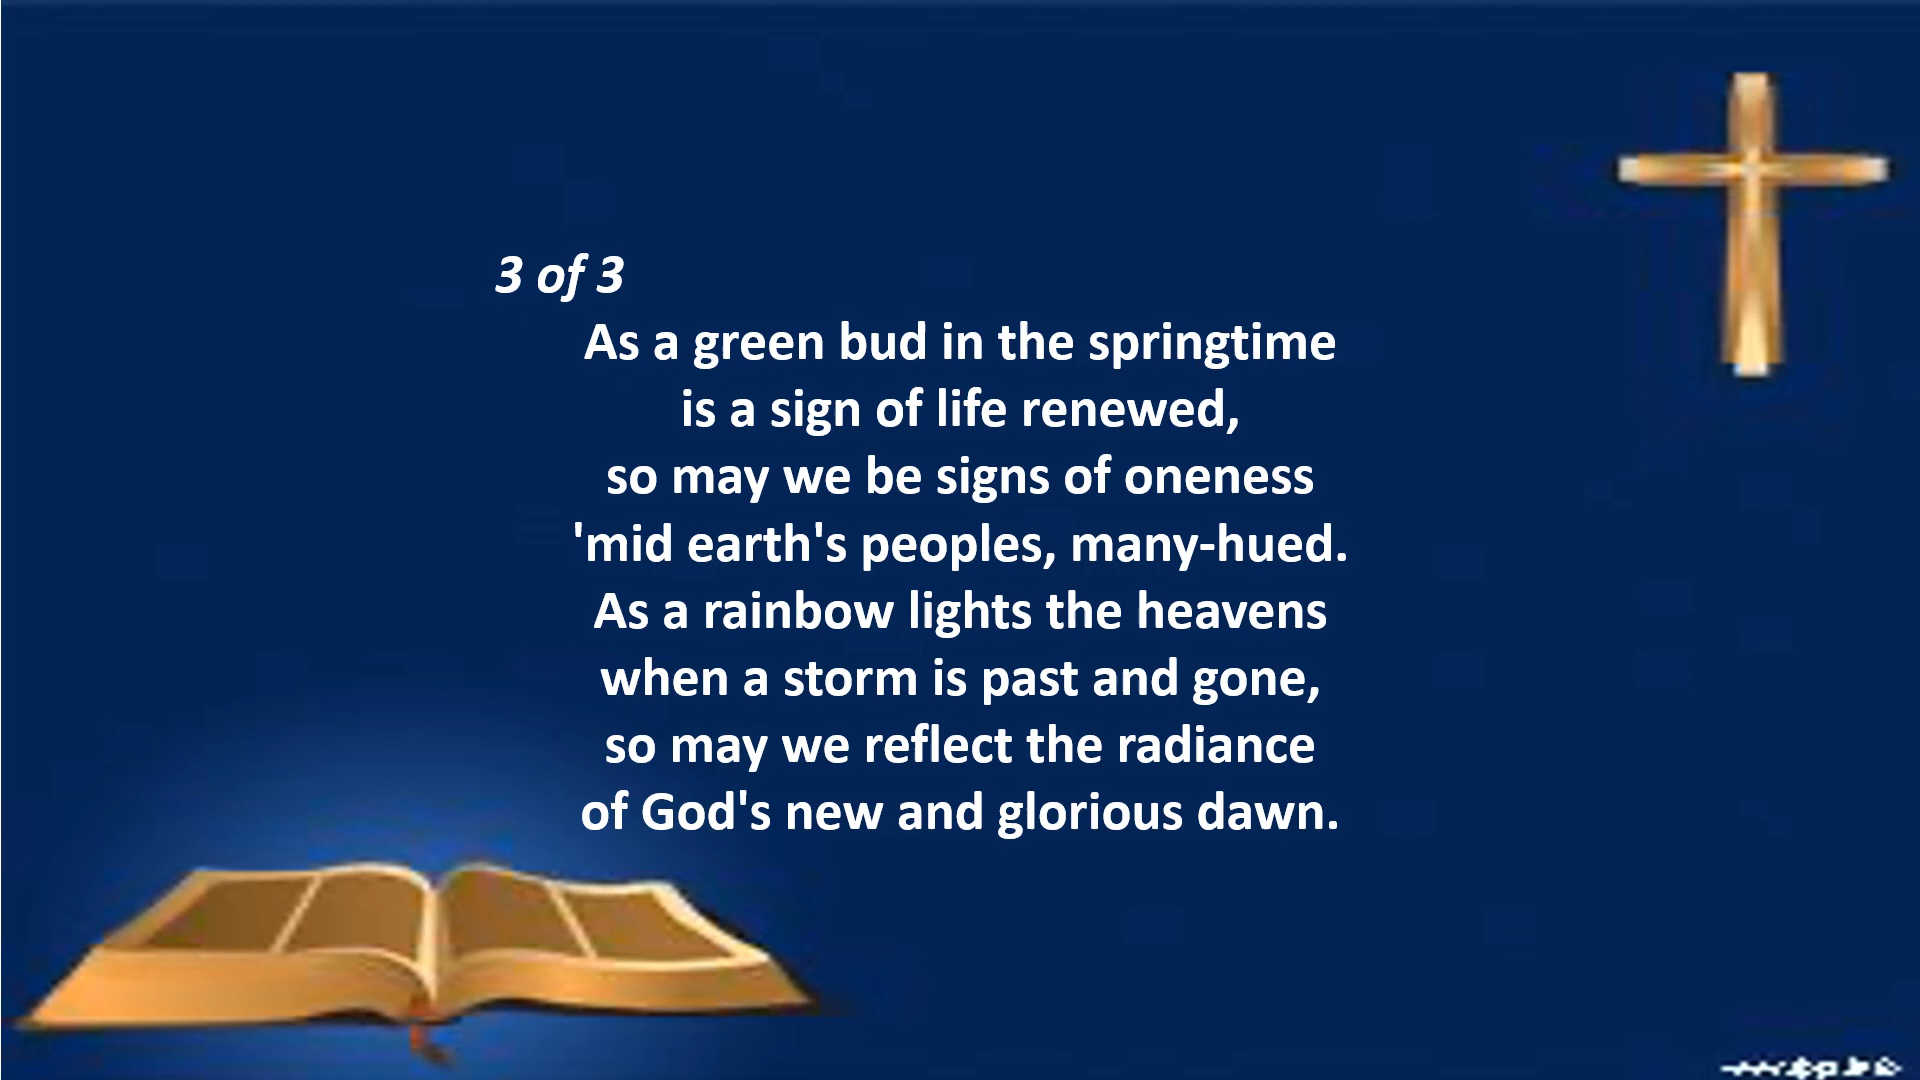 3 of 3
As a green bud in the springtime
is a sign of life renewed,
so may we be signs of oneness
'mid earth's peoples, many-hued.
As a rainbow lights the heavens
when a storm is past and gone,
so may we reflect the radiance
of God's new and glorious dawn.